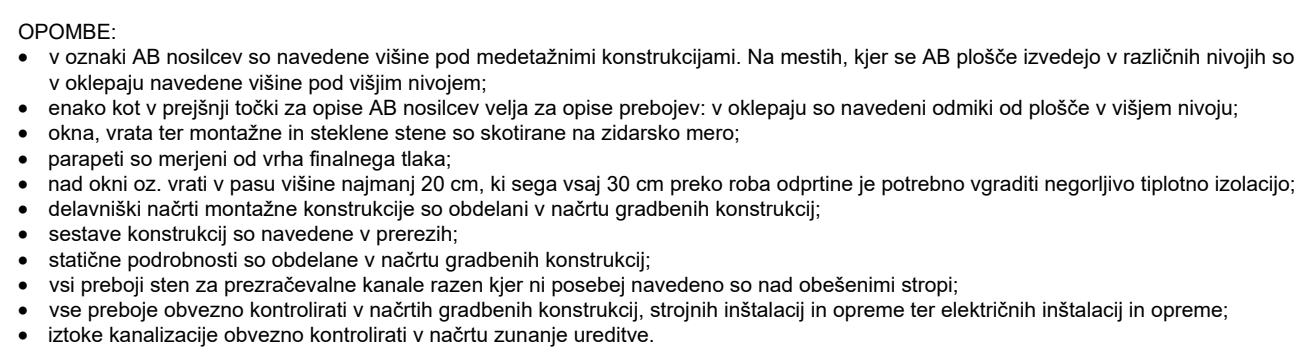 OPOMBE:
• v oznaki AB nosilcev so navedene višine pod medetažnimi konstrukcijami. Na mestih, kjer se AB plošče izvedejo v različnih nivojih so
v oklepaju navedene višine pod višjim nivojem;
• enako kot v prejšnji točki za opise AB nosilcev velja za opise prebojev: v oklepaju so navedeni odmiki od plošče v višjem nivoju;
• okna, vrata ter montažne in steklene stene so skotirane na zidarsko mero;
• parapeti so merjeni od vrha finalnega tlaka;
• nad okni oz. vrati v pasu višine najmanj 20 cm, ki sega vsaj 30 cm preko roba odprtine je potrebno vgraditi negorljivo tiplotno izolacijo;
• delavniški načrti montažne konstrukcije so obdelani v načrtu gradbenih konstrukcij;
• sestave konstrukcij so navedene v prerezih;
• statične podrobnosti so obdelane v načrtu gradbenih konstrukcij;
• vsi preboji sten za prezračevalne kanale razen kjer ni posebej navedeno so nad obešenimi stropi;
• vse preboje obvezno kontrolirati v načrtih gradbenih konstrukcij, strojnih inštalacij in opreme ter električnih inštalacij in opreme;
• iztoke kanalizacije obvezno kontrolirati v načrtu zunanje ureditve.